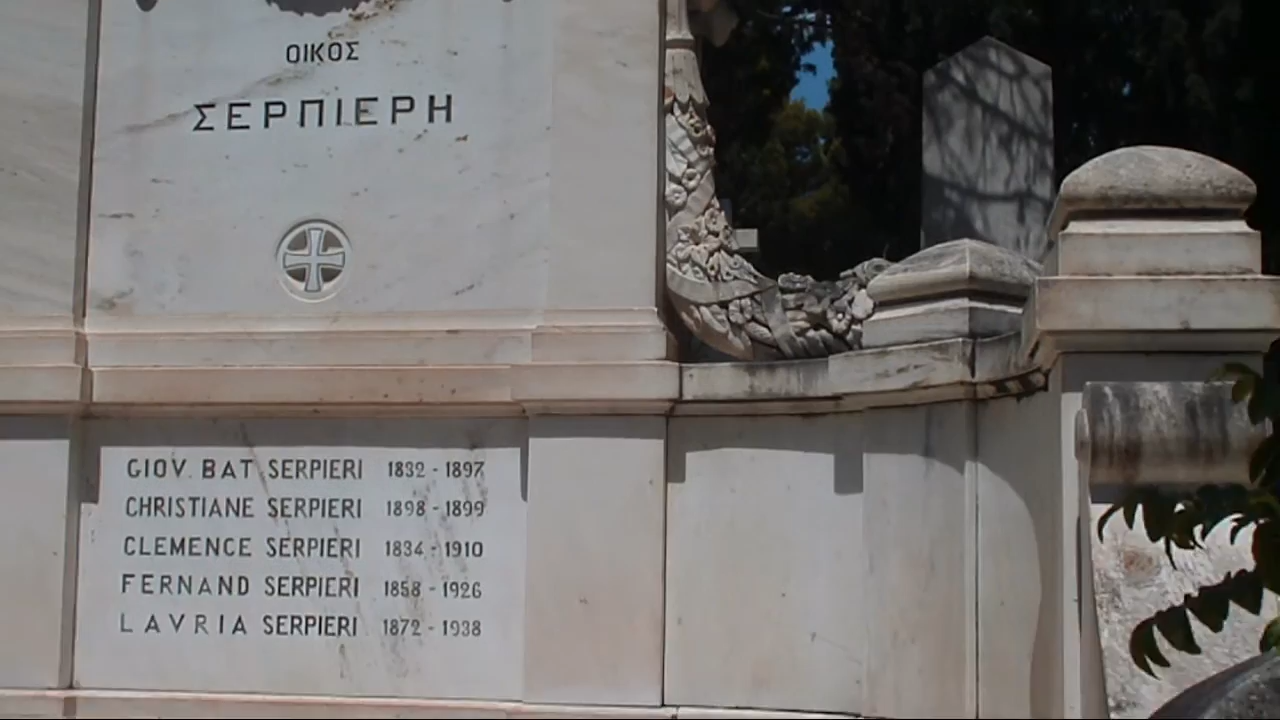 ΟΙΚΟΣ
ΣΕΡΠΙΕΡΗ
GIOV. BAT SERPIERI 1832 - 1897
CHRISTIANE SERPIERI 1898 - 1899
CLEMENCE SERPIERI 1834 - 1910
FERNAND SERPIERI 1858 - 1926
LAVRIA SERPIERI 1872 - 1938